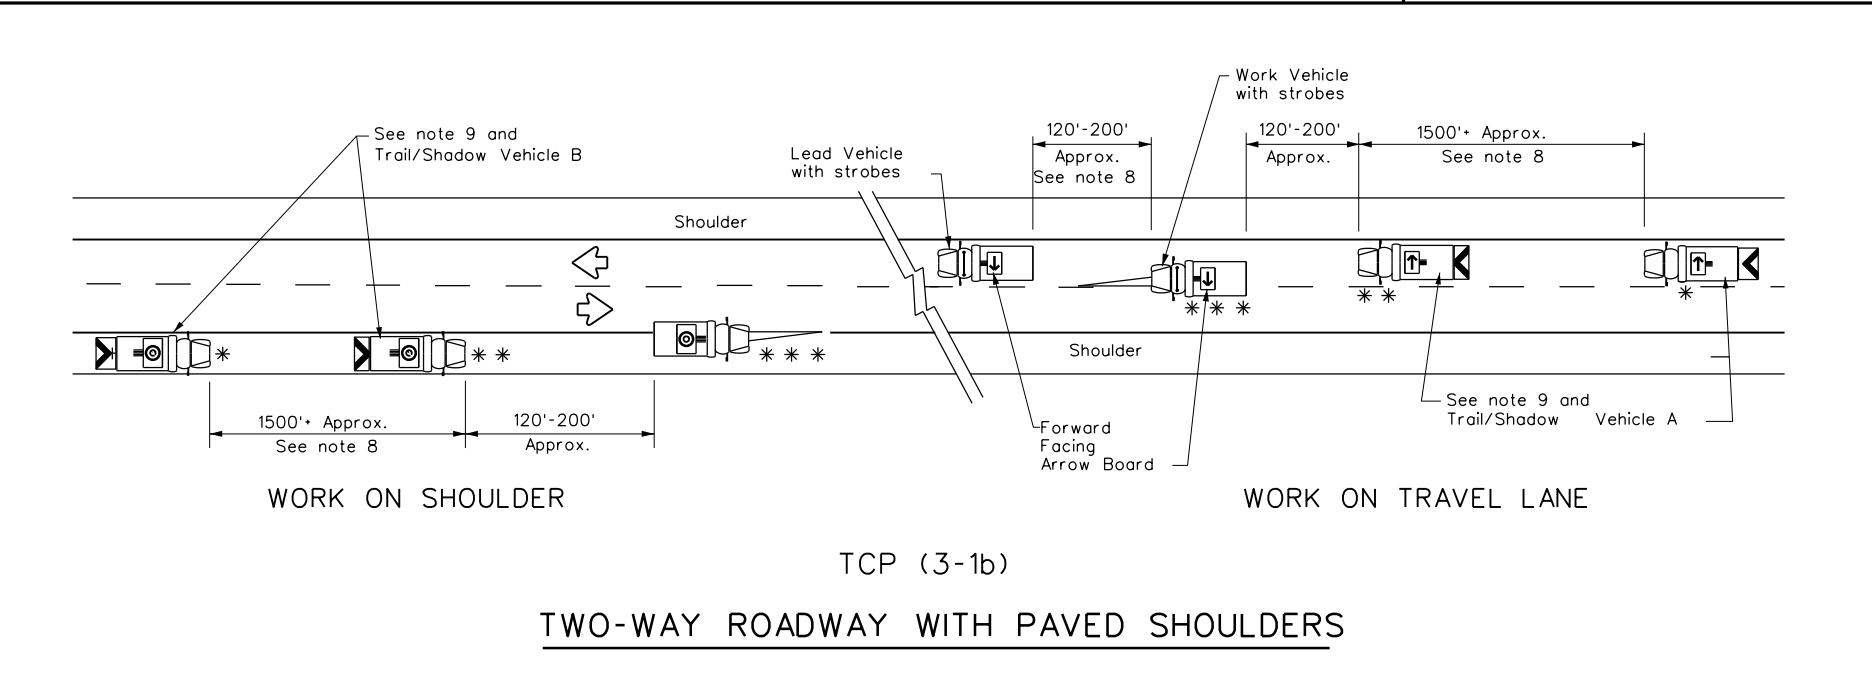 Work Vehicle
with strobes
See note 9 and
Trail/Shadow Vehicle B
Lead Vehicle
with strobes
120'-200'
Approx.
See note 8
120'-200'
Approx.
1500'+ Approx.
See note 8
Shoulder
* * *
* *
*
*
* *
* * *
Shoulder
1500'+ Approx.
See note 8
120'-200'
Approx.
Forward
Facing
Arrow Board
See note 9 and
Trail/Shadow Vehicle A
WORK ON SHOULDER
WORK ON TRAVEL LANE
TCP (3-1b)
TWO-WAY ROADWAY WITH PAVED SHOULDERS